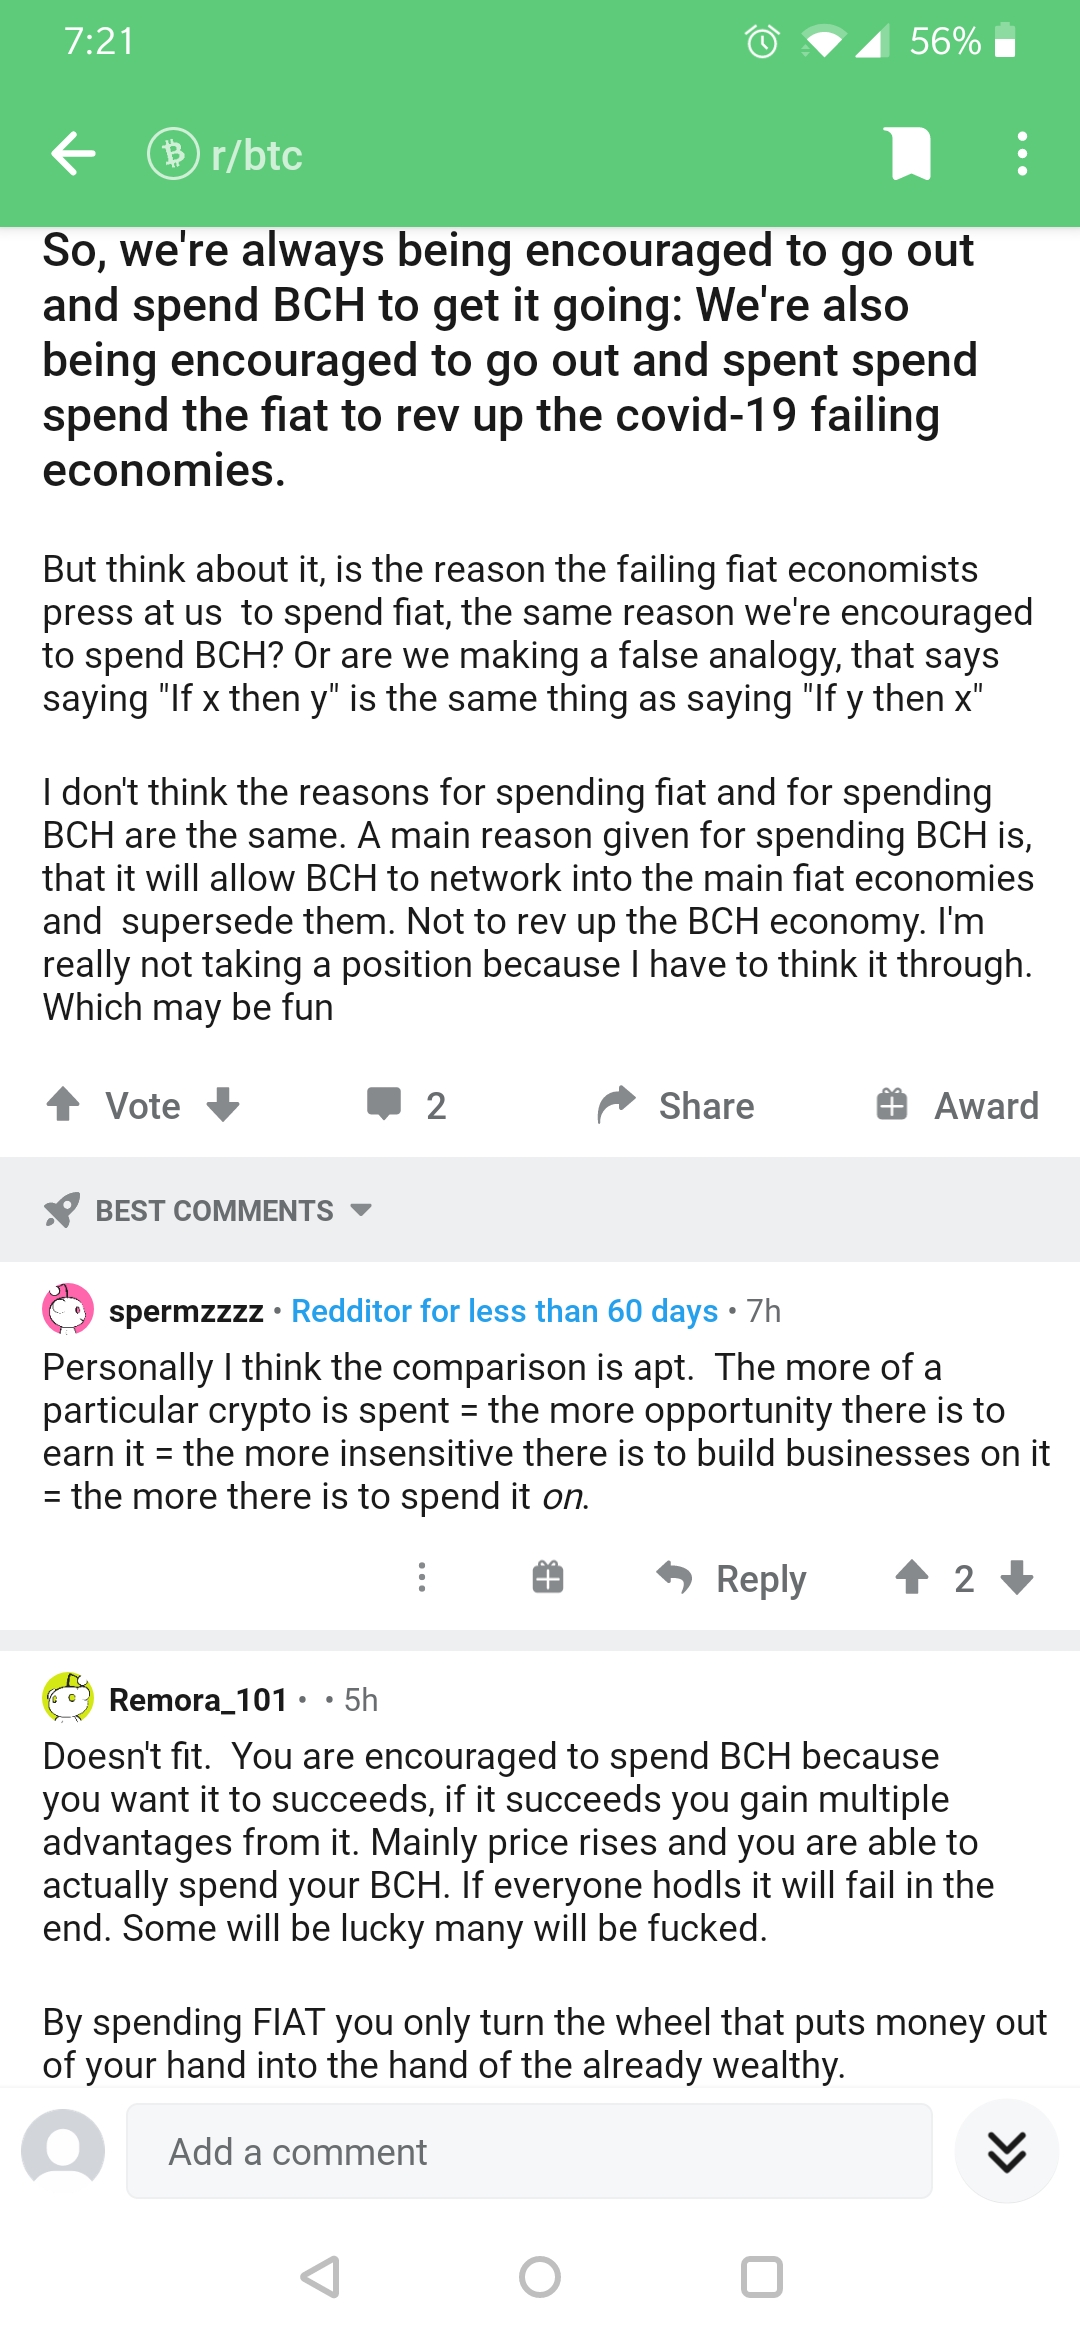 7:21
56%
r/btc
So, we're always being encouraged to go out
and spend BCH to get it going: We're also
being encouraged to go out and spent spend
spend the fiat to rev up the covid-19 failing
economies.
But think about it, is the reason the failing fiat economists
press at us  to spend fiat, the same reason we're encouraged
to spend BCH? Or are we making a false analogy, that says
saying "If x then y" is the same thing as saying "If y then x"
I don't think the reasons for spending fiat and for spending
BCH are the same. A main reason given for spending BCH is,
that it will allow BCH to network into the main fiat economies
and  supersede them. Not to rev up the BCH economy. I'm
really not taking a position because I have to think it through.
Which may be fun
Vote 2 Share Award
BEST COMMENTS
spermzzzz • Redditor for less than 60 days • 7h
Personally I think the comparison is apt.  The more of a
particular crypto is spent = the more opportunity there is to
earn it = the more insensitive there is to build businesses on it
= the more there is to spend it on.
Reply 2
Remora_101 • • 5h
Doesn't fit.  You are encouraged to spend BCH because
you want it to succeeds, if it succeeds you gain multiple
advantages from it. Mainly price rises and you are able to
actually spend your BCH. If everyone hodls it will fail in the
end. Some will be lucky many will be fucked.
By spending FIAT you only turn the wheel that puts money out
of your hand into the hand of the already wealthy.
Add a comment